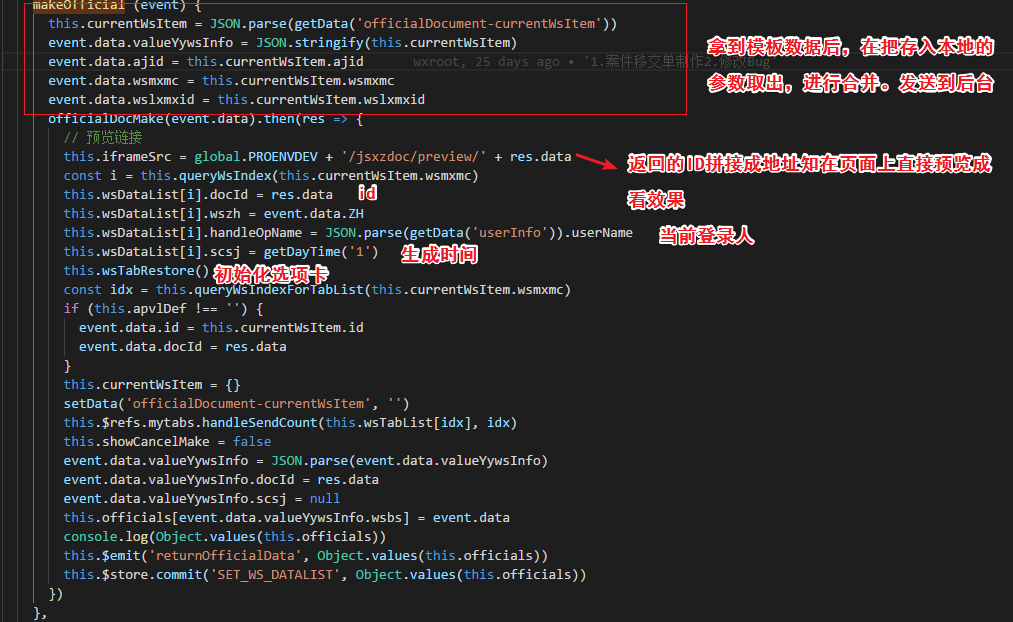 makeOfficial (event) {
this.currentWsItem = JSON.parse(getData('officialDocument-currentWsItem'))
event.data.valueYywsInfo = JSON.stringify(this.currentWsItem)
拿到模板数据后，在把存入本地的
event.data.ajid = this.currentWsItem.ajid wxroot, 25 days ago • '1.案件移交单制作2.修改Bug
event.data.wsmxmc = this.currentWsItem.wsmxmc
参数取出，进行合并。发送到后台
event.data.wslxmxid = this.currentWsItem.wslxmxid
officialDocMake(event.data).then(res => {
// 预览链接
this.iframeSrc = global.PROENVDEV + '/jsxzdoc/preview/' + res.data
返回的ID拼接成地址知在页面上直接预览成
const i = this.queryWsIndex(this.currentWsItem.wsmxmc)
this.wsDataList[i].docId = res.data id
看效果
this.wsDataList[i].wszh = event.data.ZH
this.wsDataList[i].handleOpName = JSON.parse(getData('userInfo')).userName 当前登录人
this.wsDataList[i].scsj = getDayTime('1') 生成时间
this.wsTabRestore() 初始化选项卡
const idx = this.queryWsIndexForTabList(this.currentWsItem.wsmxmc)
if (this.apvlDef !== '') {
event.data.id = this.currentWsItem.id
event.data.docId = res.data
}
this.currentWsItem = {}
setData('officialDocument-currentWsItem', '')
this.$refs.mytabs.handleSendCount(this.wsTabList[idx], idx)
this.showCancelMake = false
event.data.valueYywsInfo = JSON.parse(event.data.valueYywsInfo)
event.data.valueYywsInfo.docId = res.data
event.data.valueYywsInfo.scsj = null
this.officials[event.data.valueYywsInfo.wsbs] = event.data
console.log(Object.values(this.officials))
this.$emit('returnOfficialData', Object.values(this.officials))
this.$store.commit('SET_WS_DATALIST', Object.values(this.officials))
})
},